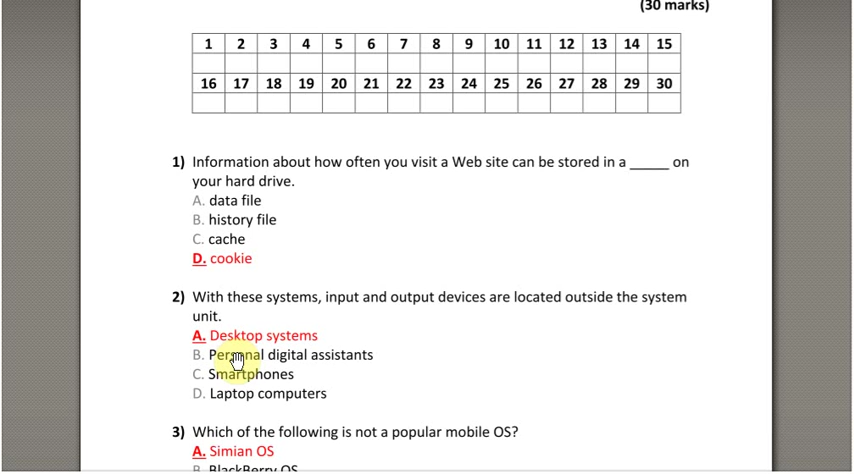 (30 marks)
1 2 3 4 5 6 7 8 9 10 11 12 13 14 15
16 17 18 19 20 21 22 23 24 25 26 27 28 29 30
1) Information about how often you visit a Web site can be stored in a _____ on
your hard drive.
A. data file
B. history file
C. cache
D. cookie
2) With these systems, input and output devices are located outside the system
unit.
A. Desktop systems
B. Personal digital assistants
C. Smartphones
D. Laptop computers
3) Which of the following is not a popular mobile OS?
A. Simian OS
B. BlackBerry OS